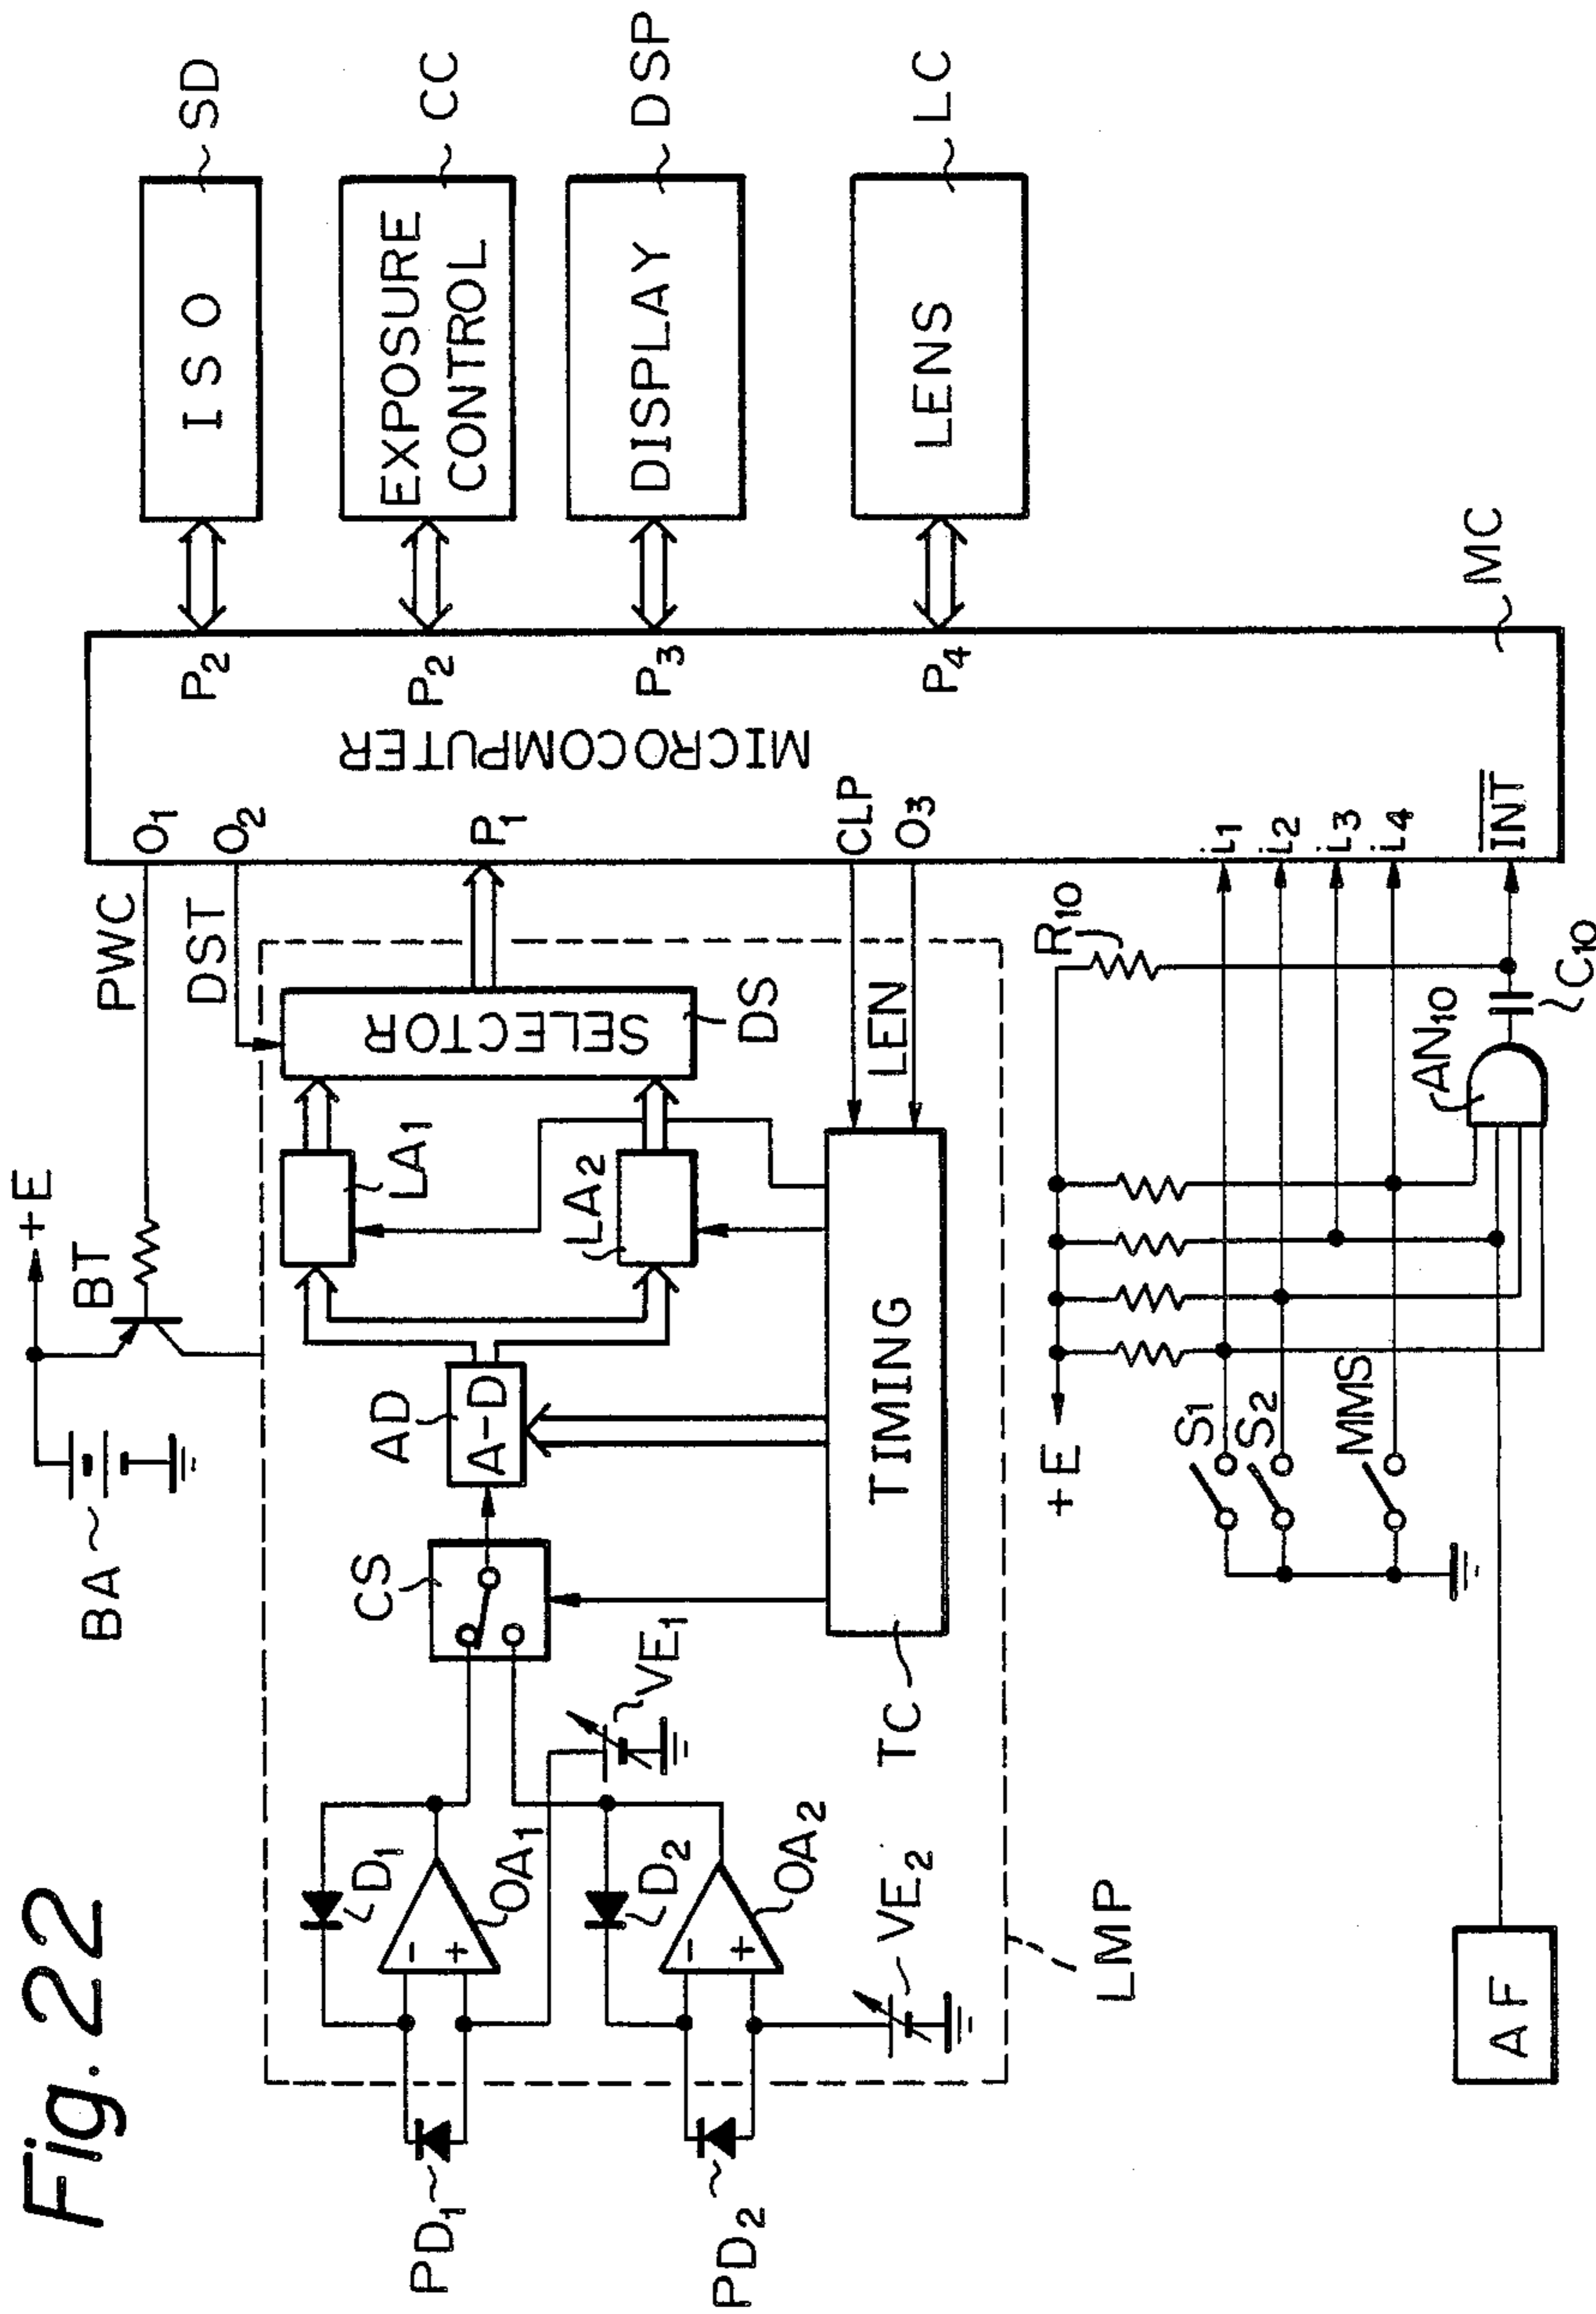 Fig. 22
BA
BT
+E
PWC
DST
O1
O2
P1
CLP
O3
LEN
i1
i2
i3
i4
INT
MICROCOMPUTER
MC
P2
P2
P3
P4
I S O
SD
EXPOSURE
CONTROL
CC
DISPLAY
DSP
LENS
LC
PD1
PD2
D1
OA1
-
+
D2
OA2
-
+
VE1
VE2
CS
AD
A-D
LA1
LA2
SELECTOR
DS
TIMING
TC
LMP
+E
R10
S1
S2
MMS
AN10
C10
A F